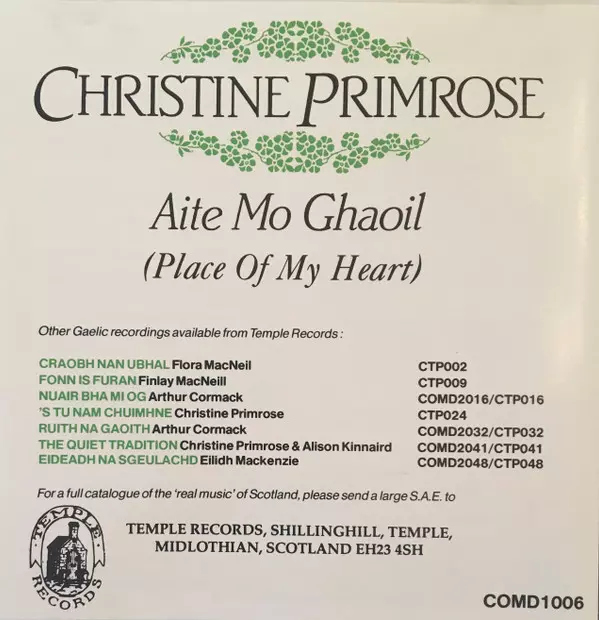 CHRISTINE PRIMROSE
Aite Mo Ghaoil
(Place Of My Heart)
Other Gaelic recordings available from Temple Records :
CRAOBH NAN UBHAL Flora MacNeil CTP002
FONN IS FURAN Finlay MacNeill CTP009
NUAIR BHA MI OG Arthur Cormack COMD2016/CTP016
'S TU NAM CHUIMHNE Christine Primrose CTP024
RUITH NA GAOITH Arthur Cormack COMD2032/CTP032
THE QUIET TRADITION Christine Primrose & Alison Kinnaird COMD2041/CTP041
EIDEADH NA SGEULACHD Eilidh Mackenzie COMD2048/CTP048
For a full catalogue of the 'real music' of Scotland, please send a large S.A.E. to
TEMPLE RECORDS
TEMPLE RECORDS, SHILLINGHILL, TEMPLE,
MIDLOTHIAN, SCOTLAND EH23 4SH
COMD1006